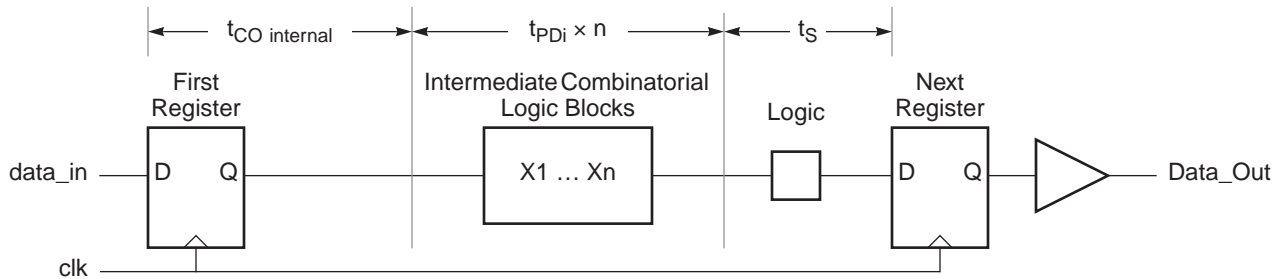 tCO internal
tPDi × n
tS
First
Register
Intermediate Combinatorial
Logic Blocks
Logic
Next
Register
data_in
D
Q
X1 … Xn
D
Q
Data_Out
clk